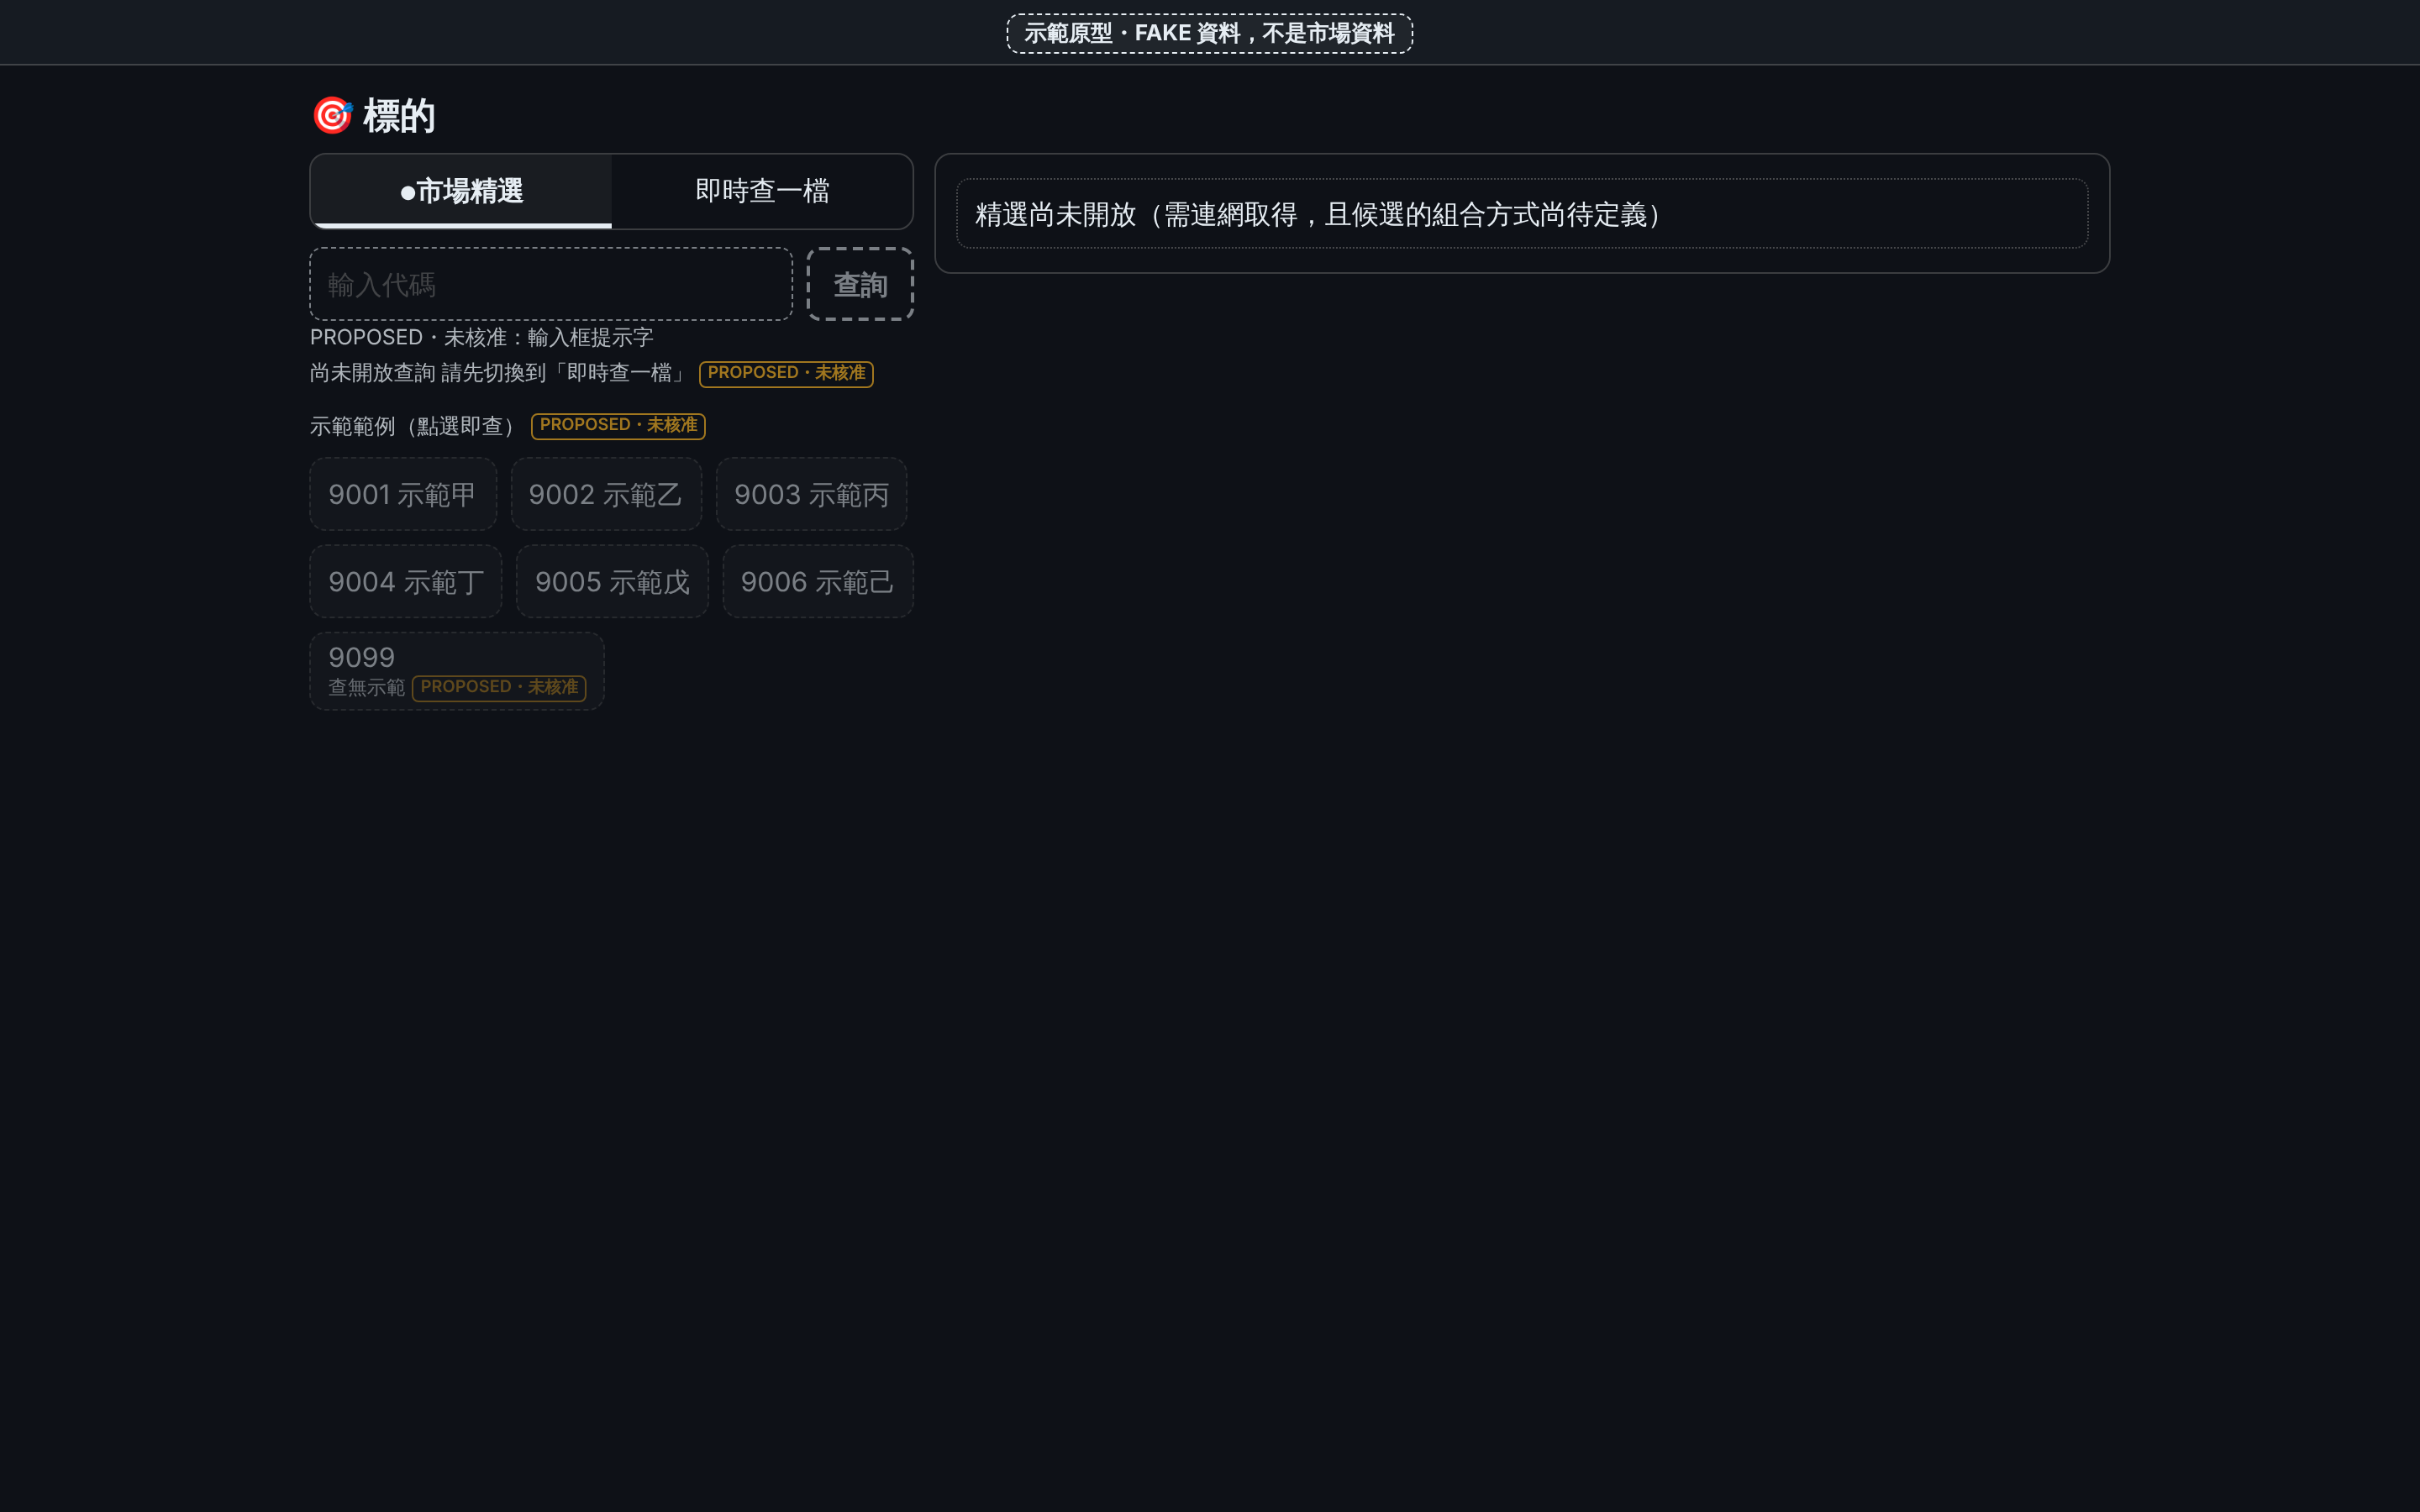 示範原型・FAKE 資料，不是市場資料
🎯 標的
●市場精選
即時查一檔
輸入代碼
查詢
PROPOSED・未核准：輸入框提示字
尚未開放查詢 請先切換到「即時查一檔」 PROPOSED・未核准
示範範例（點選即查） PROPOSED・未核准
9001 示範甲
9002 示範乙
9003 示範丙
9004 示範丁
9005 示範戊
9006 示範己
9099
查無示範 PROPOSED・未核准
精選尚未開放（需連網取得，且候選的組合方式尚待定義）